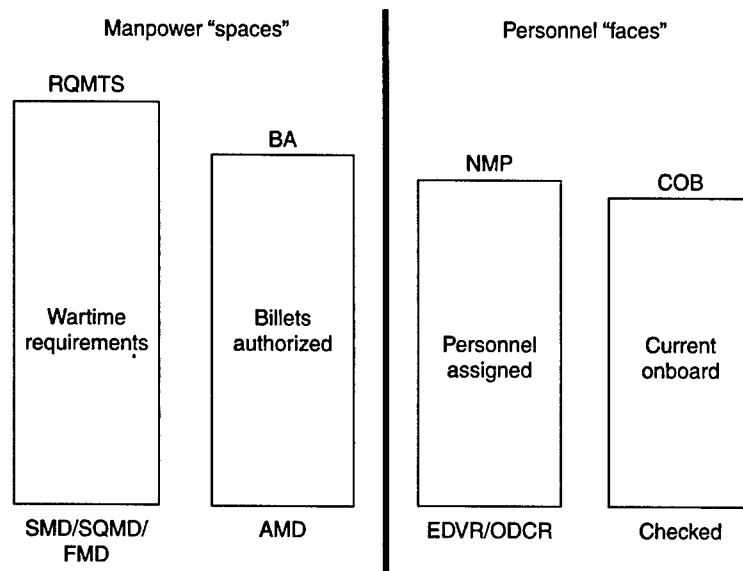 Manpower “spaces”
Personnel “faces”
RQMTS
BA
NMP
COB
Wartime
requirements
Billets
authorized
Personnel
assigned
Current
onboard
SMD/SQMD/
FMD
AMD
EDVR/ODCR
Checked